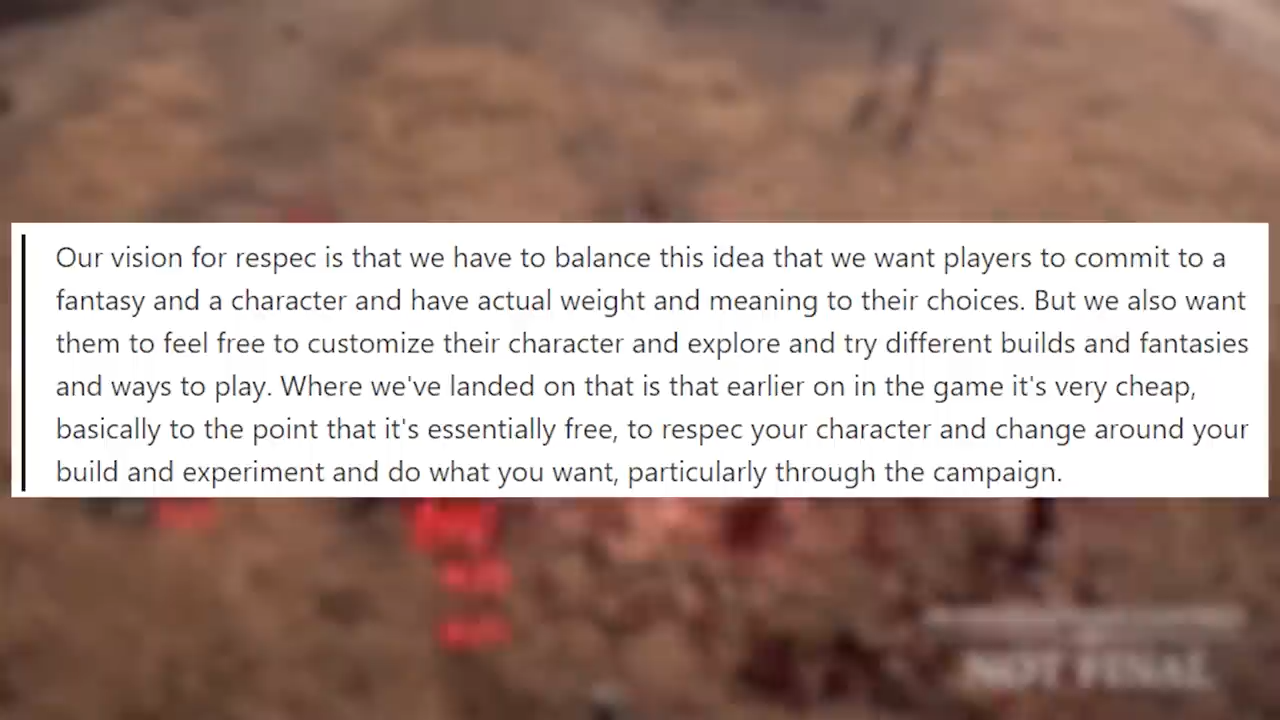 Our vision for respec is that we have to balance this idea that we want players to commit to a
fantasy and a character and have actual weight and meaning to their choices. But we also want
them to feel free to customize their character and explore and try different builds and fantasies
and ways to play. Where we've landed on that is that earlier on in the game it's very cheap,
basically to the point that it's essentially free, to respec your character and change around your
build and experiment and do what you want, particularly through the campaign.
NOT FINAL